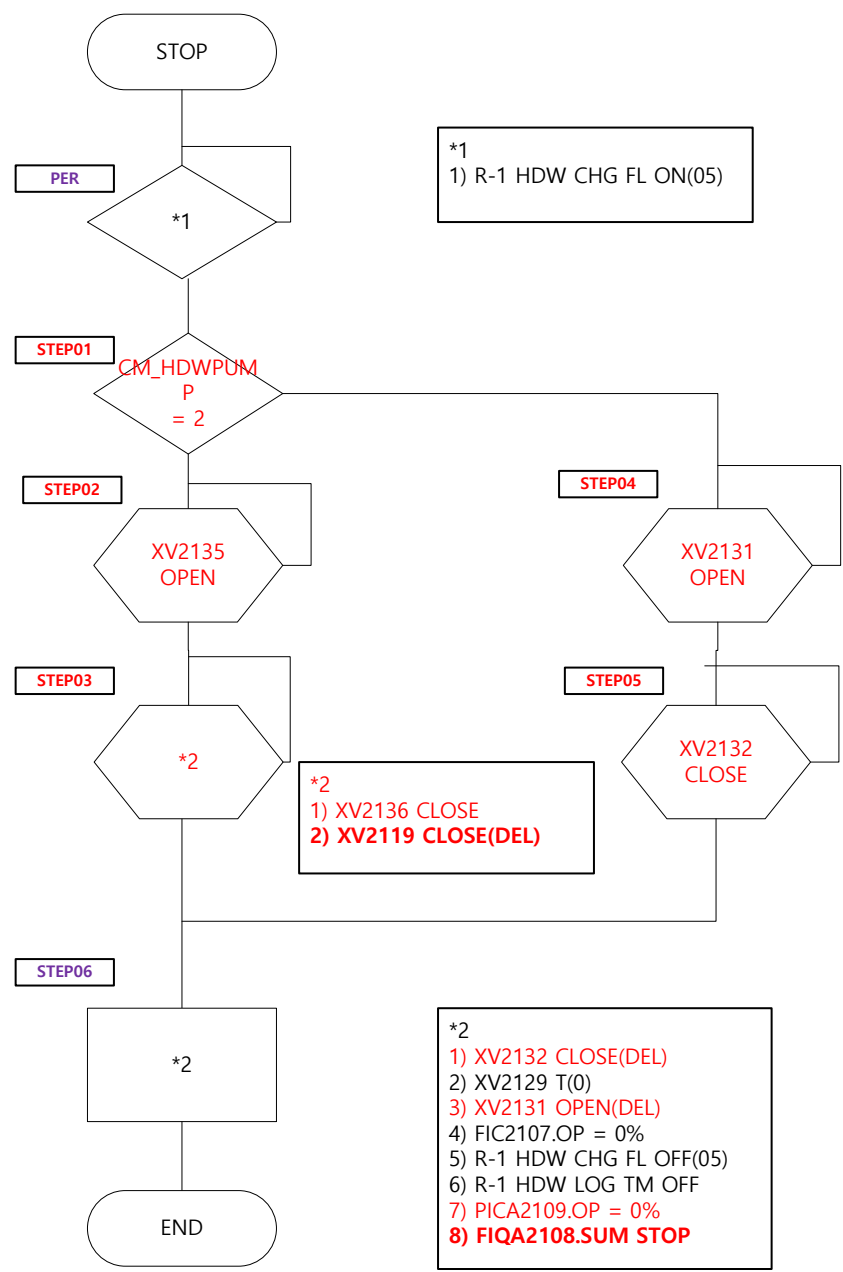 STOP
PER
*1
*1
1) R-1 HDW CHG FL ON(05)
STEP01
CM_HDWPUM
P
= 2
STEP02
XV2135
OPEN
STEP04
XV2131
OPEN
STEP03
*2
*2
1) XV2136 CLOSE
2) XV2119 CLOSE(DEL)
STEP05
XV2132
CLOSE
STEP06
*2
*2
1) XV2132 CLOSE(DEL)
2) XV2129 T(0)
3) XV2131 OPEN(DEL)
4) FIC2107.OP = 0%
5) R-1 HDW CHG FL OFF(05)
6) R-1 HDW LOG TM OFF
7) PICA2109.OP = 0%
8) FIQA2108.SUM STOP
END